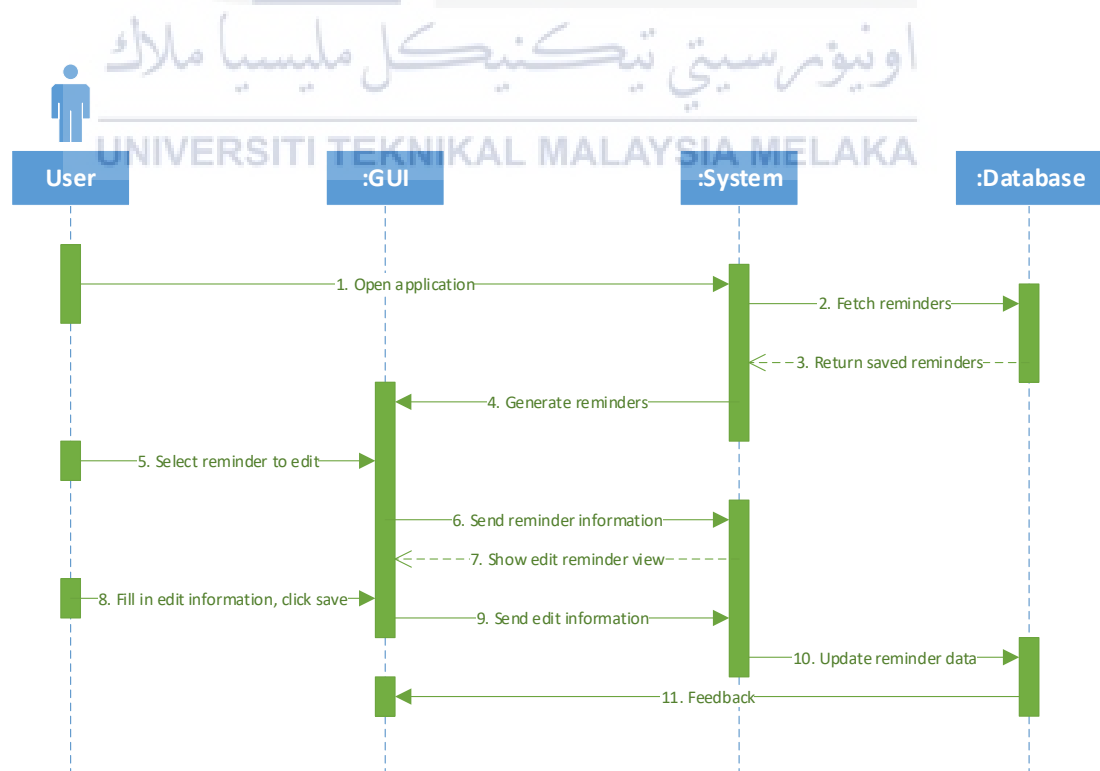 اونيۏرسيتي تيکنيکل مليسيا ملاك
UNIVERSITI TEKNIKAL MALAYSIA MELAKA
User
:GUI
:System
:Database
1. Open application
2. Fetch reminders
3. Return saved reminders
4. Generate reminders
5. Select reminder to edit
6. Send reminder information
7. Show edit reminder view
8. Fill in edit information, click save
9. Send edit information
10. Update reminder data
11. Feedback